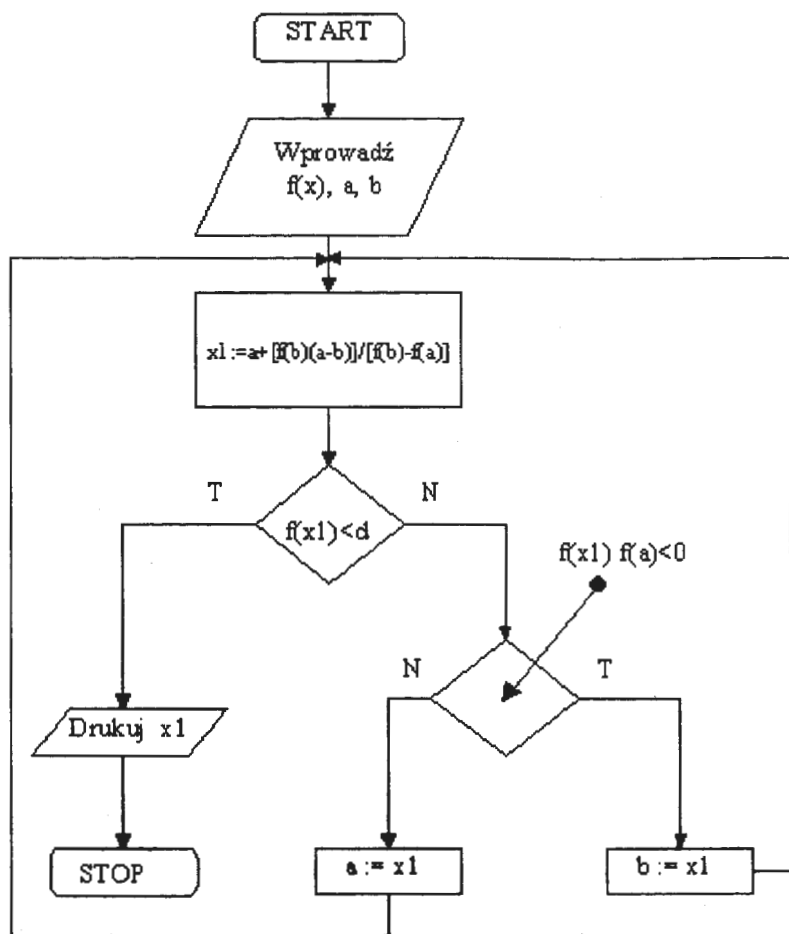 START
Wprowadź
f(x), a, b
x1 :=a+[f(b)(a-b)]/[f(b)-f(a)]
T
N
f(x1)<d
f(x1) f(a)<0
N
T
Drukuj x1
STOP
a := x1
b := x1